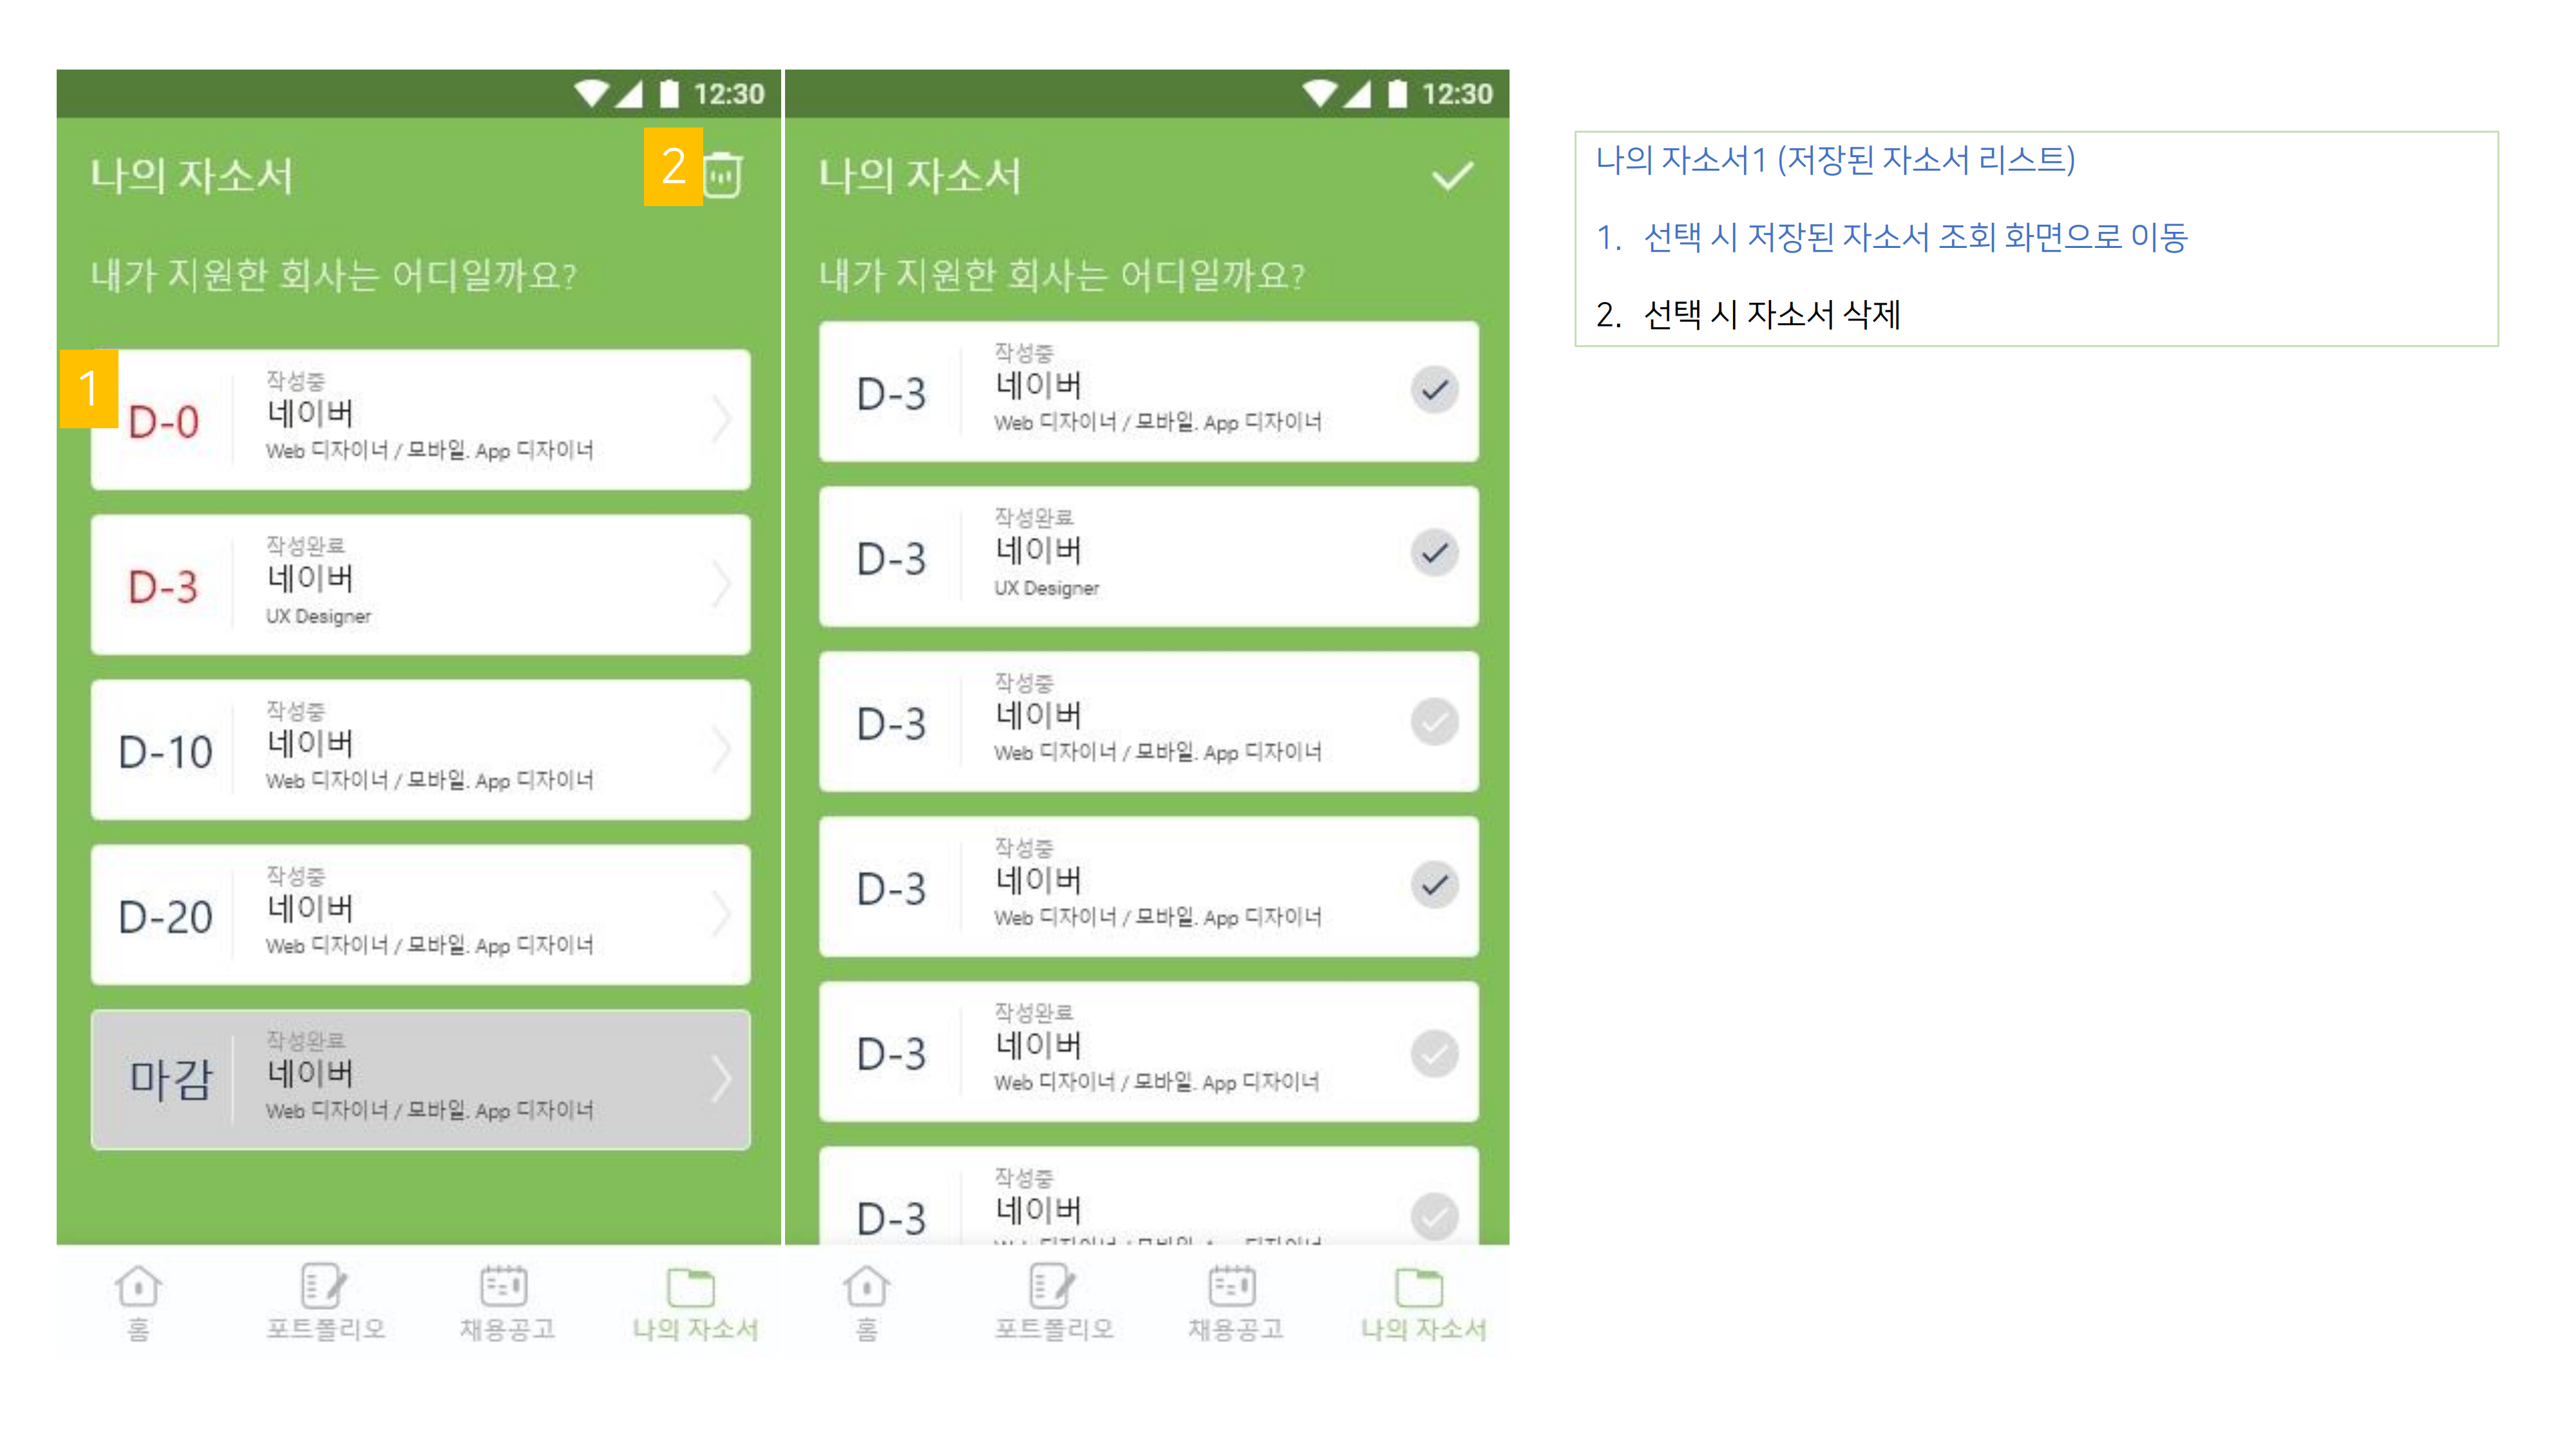 12:30
나의 자소서
2
내가 지원한 회사는 어디일까요?
1
D-0
작성중
네이버
Web 디자이너 / 모바일. App 디자이너
D-3
작성완료
네이버
UX Designer
D-10
작성중
네이버
Web 디자이너 / 모바일. App 디자이너
D-20
작성중
네이버
Web 디자이너 / 모바일. App 디자이너
마감
작성완료
네이버
Web 디자이너 / 모바일. App 디자이너
홈
포트폴리오
채용공고
나의 자소서
12:30
나의 자소서
내가 지원한 회사는 어디일까요?
D-3
작성중
네이버
Web 디자이너 / 모바일. App 디자이너
D-3
작성완료
네이버
UX Designer
D-3
작성중
네이버
Web 디자이너 / 모바일. App 디자이너
D-3
작성중
네이버
Web 디자이너 / 모바일. App 디자이너
D-3
작성완료
네이버
Web 디자이너 / 모바일. App 디자이너
D-3
작성중
네이버
홈
포트폴리오
채용공고
나의 자소서
나의 자소서1 (저장된 자소서 리스트)
1. 선택 시 저장된 자소서 조회 화면으로 이동
2. 선택 시 자소서 삭제